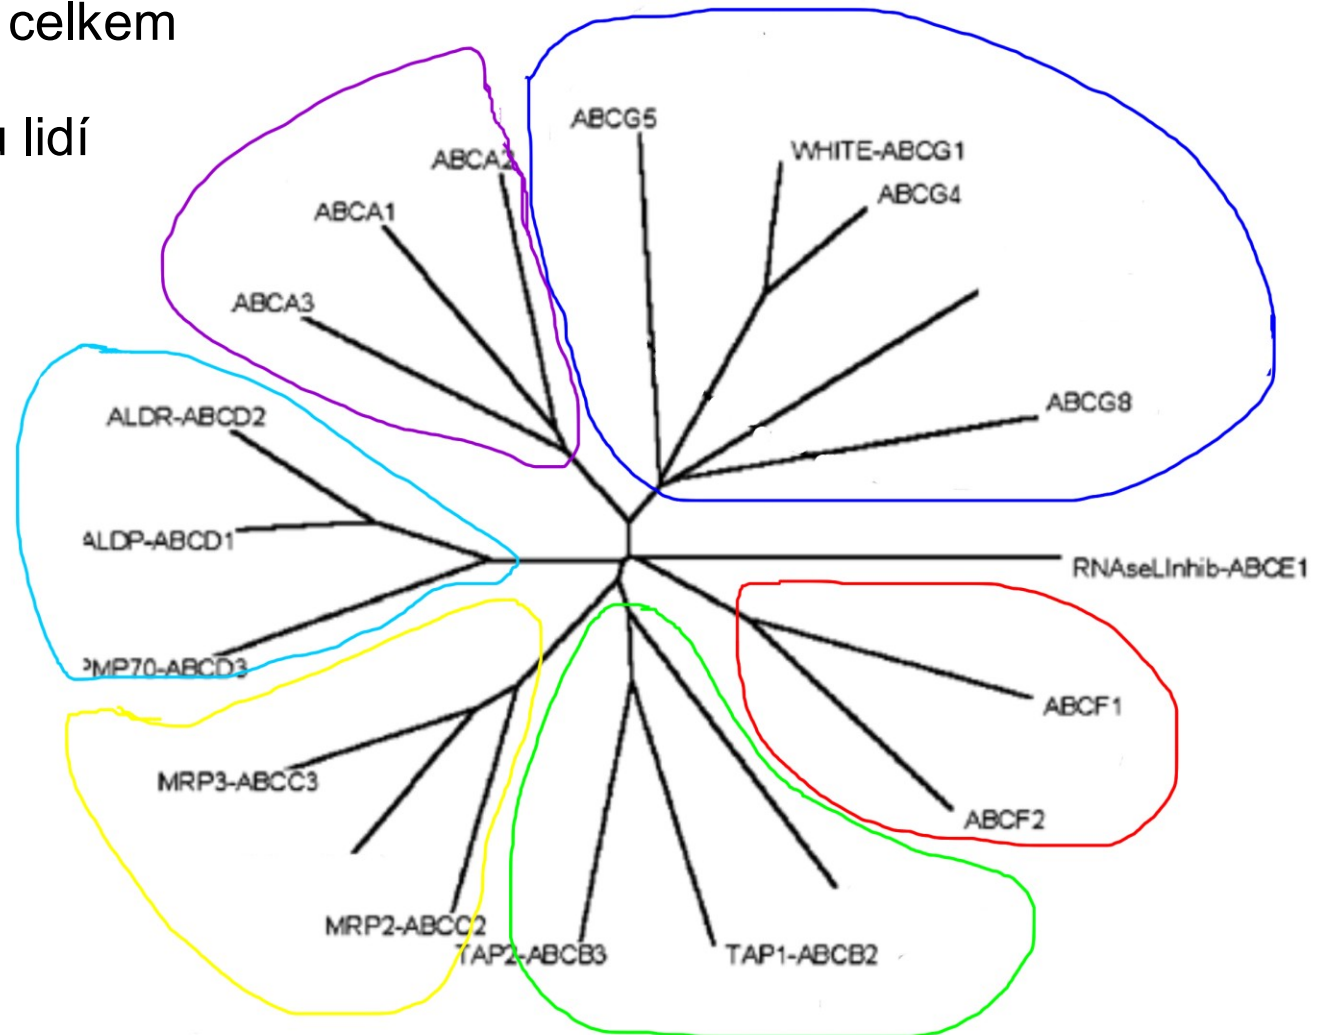 celkem
lidí
ABCG5
WHITE-ABCG1
ABCA2
ABCG4
ABCA1
ABCA3
ABCG8
ALDR-ABCD2
ALDP-ABCD1
RNAseLInhib-ABCE1
PMP70-ABCD3
ABCF1
MRP3-ABCC3
ABCF2
MRP2-ABCC2
TAP2-ABCB3
TAP1-ABCB2